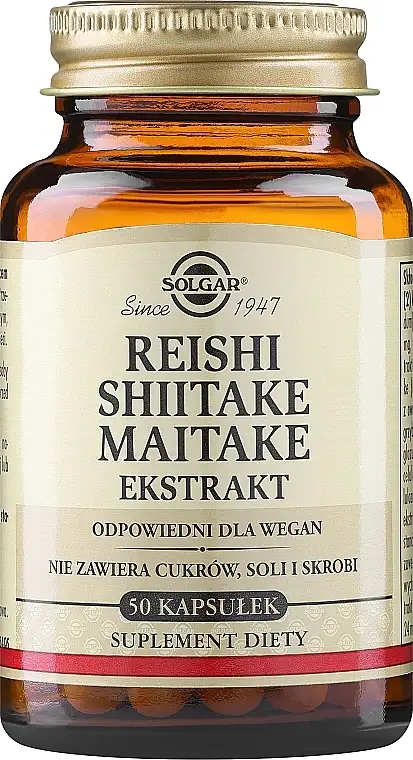 SOLGAR®
Since 1947
REISHI
SHIITAKE
MAITAKE
EKSTRAKT
ODPOWIEDNI DLA WEGAN
NIE ZAWIERA CUKRÓW, SOLI I SKROBI
50 KAPSUŁEK
SUPLEMENT DIETY